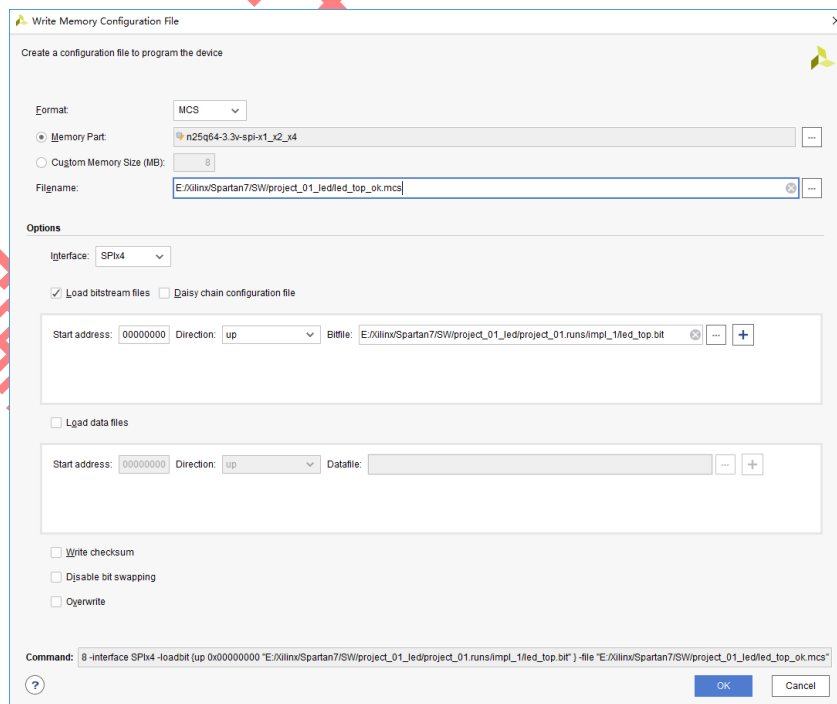 Write Memory Configuration File
Create a configuration file to program the device
Format: MCS
Memory Part: n25q64-3.3v-spi-x1_x2_x4 ...
Custom Memory Size (MB): 8
Filename: E:/Xilinx/Spartan7/SW/project_01_led/led_top_ok.mcs ...
Options
Interface: SPIx4
Load bitstream files Daisy chain configuration file
Start address: 00000000 Direction: up Bitfile: E:/Xilinx/Spartan7/SW/project_01_led/project_01.runs/impl_1/led_top.bit ... +
Load data files
Start address: 00000000 Direction: up Datafile: ... +
Write checksum
Disable bit swapping
Overwrite
Command: 8 -interface SPIx4 -loadbit {up 0x00000000 "E:/Xilinx/Spartan7/SW/project_01_led/project_01.runs/impl_1/led_top.bit" } -file "E:/Xilinx/Spartan7/SW/project_01_led/led_top_ok.mcs"
? OK Cancel